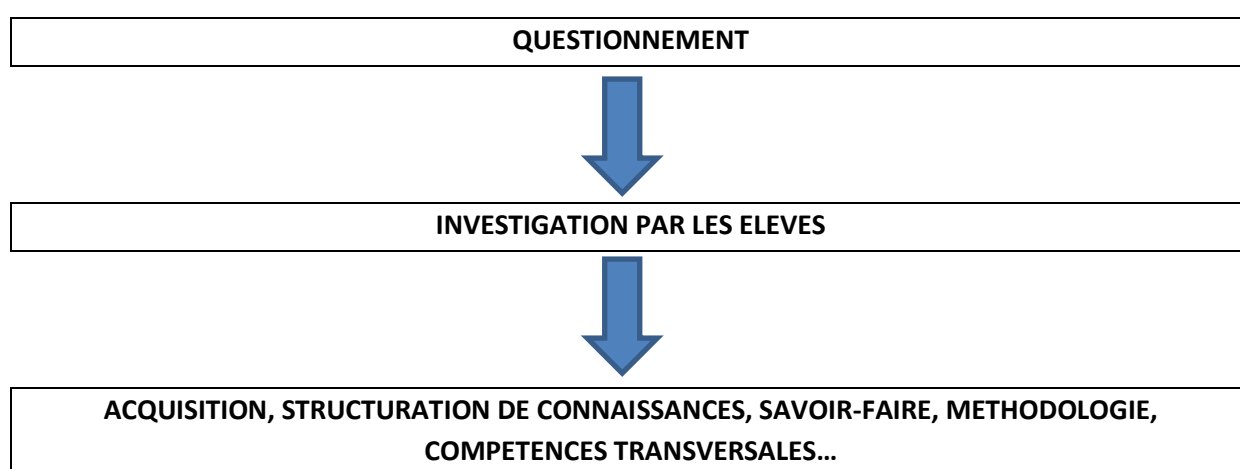 QUESTIONNEMENT
INVESTIGATION PAR LES ELEVES
ACQUISITION, STRUCTURATION DE CONNAISSANCES, SAVOIR-FAIRE, METHODOLOGIE,
COMPETENCES TRANSVERSALES…